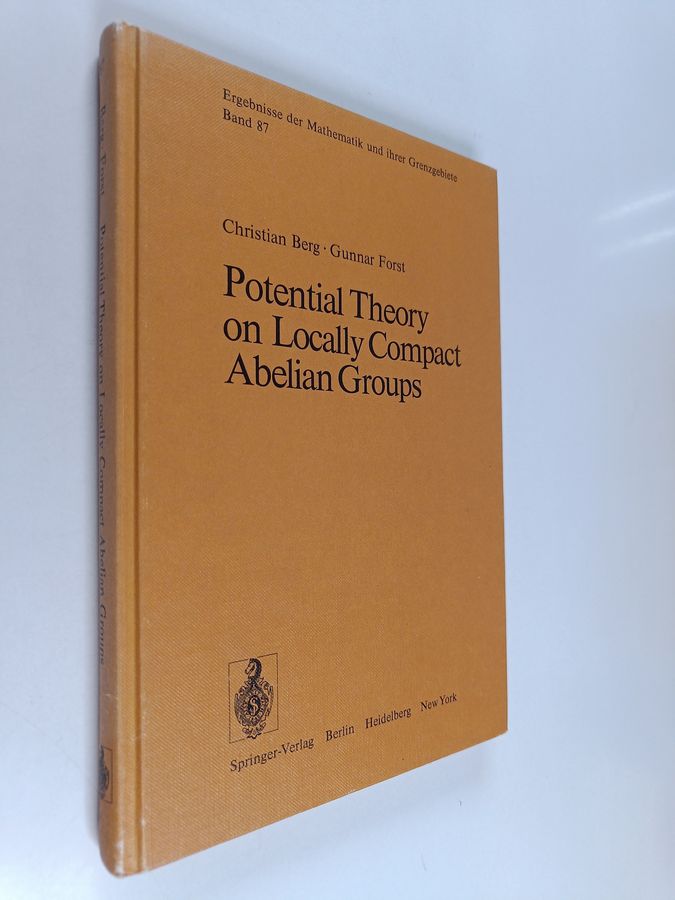 Ergebnisse der Mathematik und ihrer Grenzgebiete
Band 87
Christian Berg · Gunnar Forst
Potential Theory
on Locally Compact
Abelian Groups
Springer-Verlag Berlin Heidelberg New York
Berg · Forst Potential Theory on Locally Compact Abelian Groups